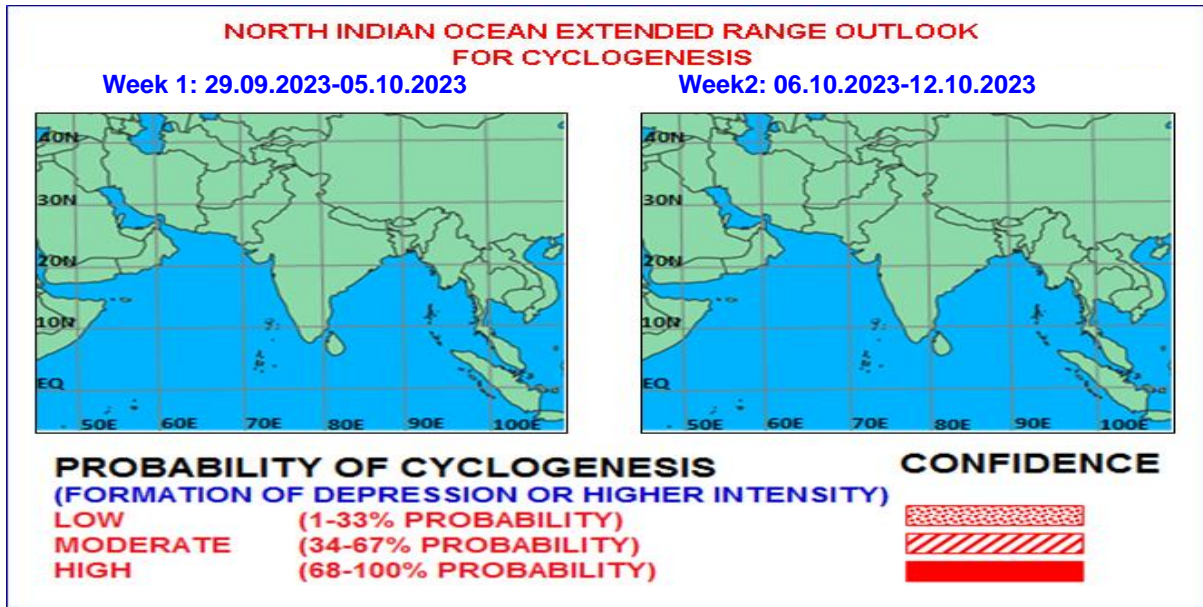 NORTH INDIAN OCEAN EXTENDED RANGE OUTLOOK
FOR CYCLOGENESIS
Week 1: 29.09.2023-05.10.2023
Week2: 06.10.2023-12.10.2023
40N
30N
20N
10N
EQ
50E 60E 70E 80E 90E 100E
40N
30N
20N
10N
EQ
50E 60E 70E 80E 90E 100E
PROBABILITY OF CYCLOGENESIS
CONFIDENCE
(FORMATION OF DEPRESSION OR HIGHER INTENSITY)
LOW (1-33% PROBABILITY)
MODERATE (34-67% PROBABILITY)
HIGH (68-100% PROBABILITY)